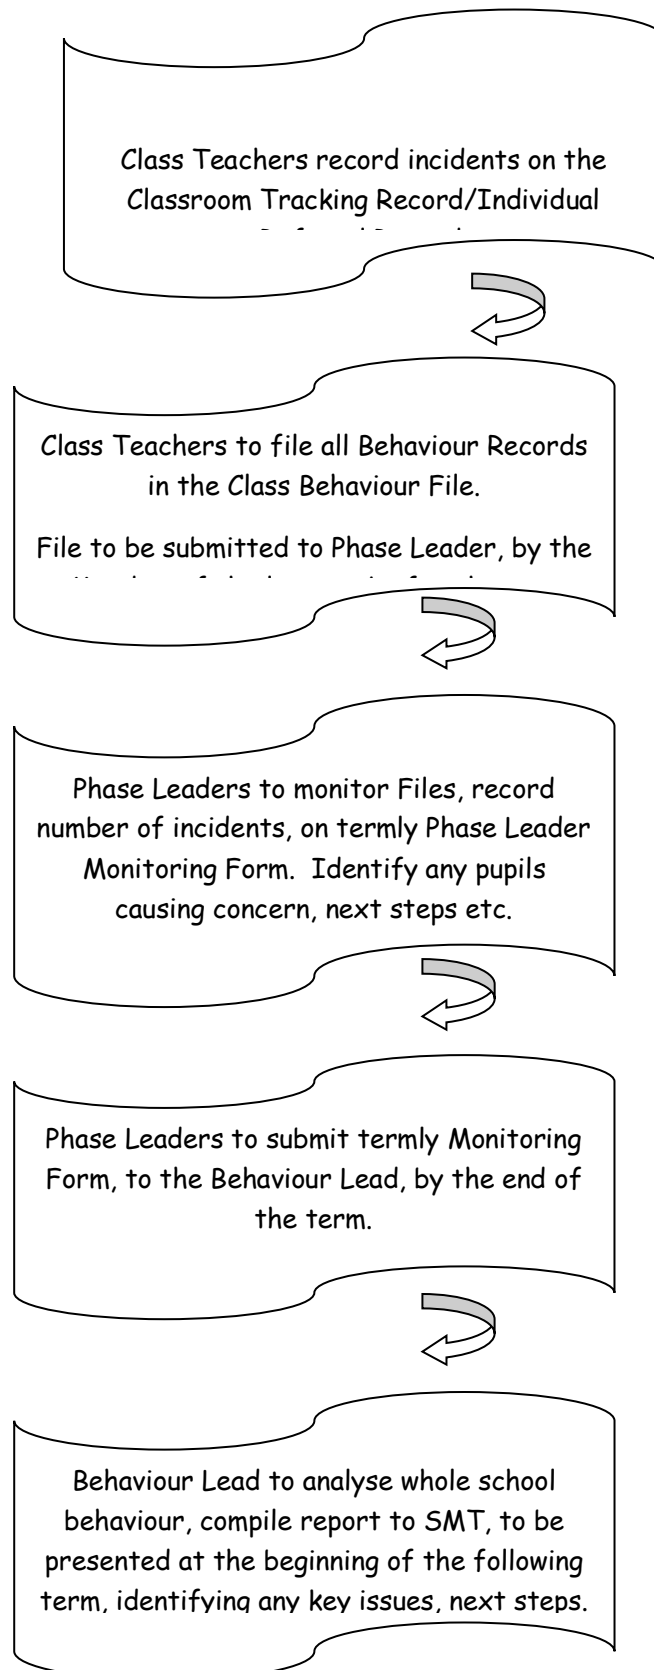 Class Teachers record incidents on the
Classroom Tracking Record/Individual
Class Teachers to file all Behaviour Records
in the Class Behaviour File.
File to be submitted to Phase Leader, by the
Phase Leaders to monitor Files, record
number of incidents, on termly Phase Leader
Monitoring Form.  Identify any pupils
causing concern, next steps etc.
Phase Leaders to submit termly Monitoring
Form, to the Behaviour Lead, by the end of
the term.
Behaviour Lead to analyse whole school
behaviour, compile report to SMT, to be
presented at the beginning of the following
term, identifying any key issues, next steps.